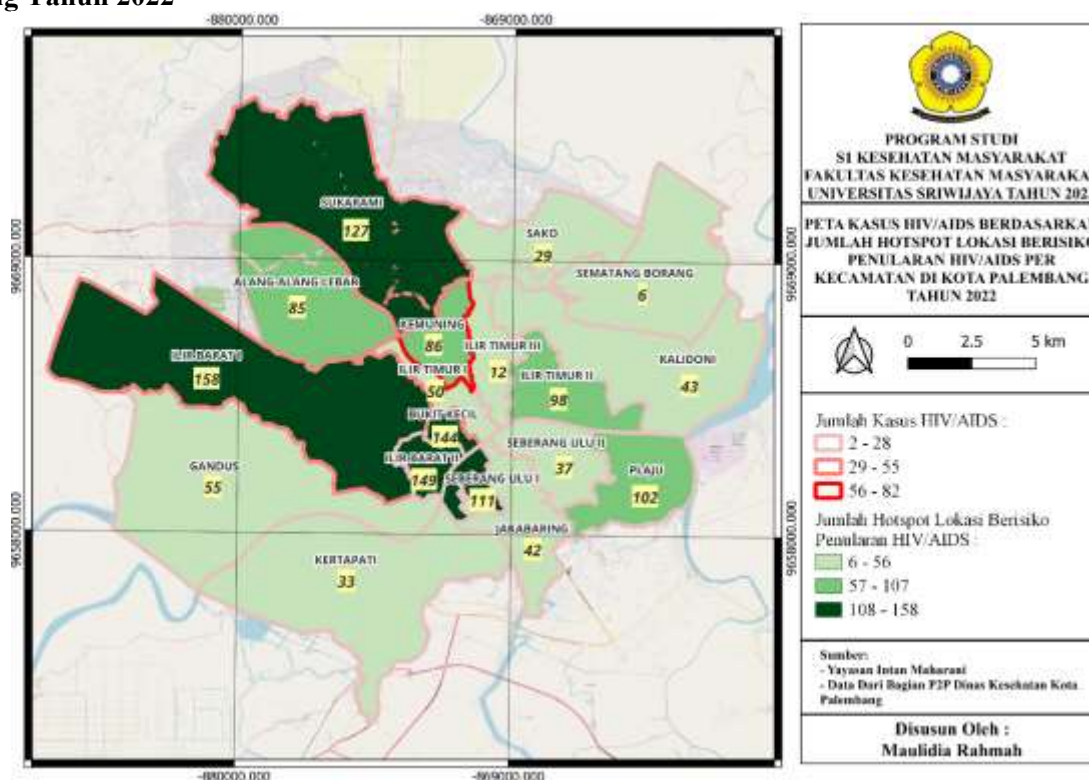 ng Tahun 2022
-880000.000
-869000.000
9669000.000
9658000.000
SUKARAMI
127
SAKO
29
SEMATANG BORANG
6
ALANG-ALANG LEBAR
85
KEMUNING
86
ILIR TIMUR III
12
ILIR BARAT I
158
ILIR TIMUR I
50
ILIR TIMUR II
98
KALIDONI
43
BUKIT KECIL
144
GANDUS
55
ILIR BARAT II
149
SEBERANG ULU I
111
SEBERANG ULU II
37
PLAJU
102
JAKABARING
42
KERTAPATI
33
9669000.000
9658000.000
-880000.000
-869000.000
PROGRAM STUDI
S1 KESEHATAN MASYARAKAT
FAKULTAS KESEHATAN MASYARAKA
UNIVERSITAS SRIWIJAYA TAHUN 202
PETA KASUS HIV/AIDS BERDASARKA
JUMLAH HOTSPOT LOKASI BERISIKO
PENULARAN HIV/AIDS PER
KECAMATAN DI KOTA PALEMBANG
TAHUN 2022
0 2.5 5 km
Jumlah Kasus HIV/AIDS :
2 - 28
29 - 55
56 - 82
Jumlah Hotspot Lokasi Berisiko
Penularan HIV/AIDS :
6 - 56
57 - 107
108 - 158
Sumber:
- Yayasan Intan Maharani
- Data Dari Bagian P2P Dinas Kesehatan Kota
Palembang
Disusun Oleh :
Maulidia Rahmah